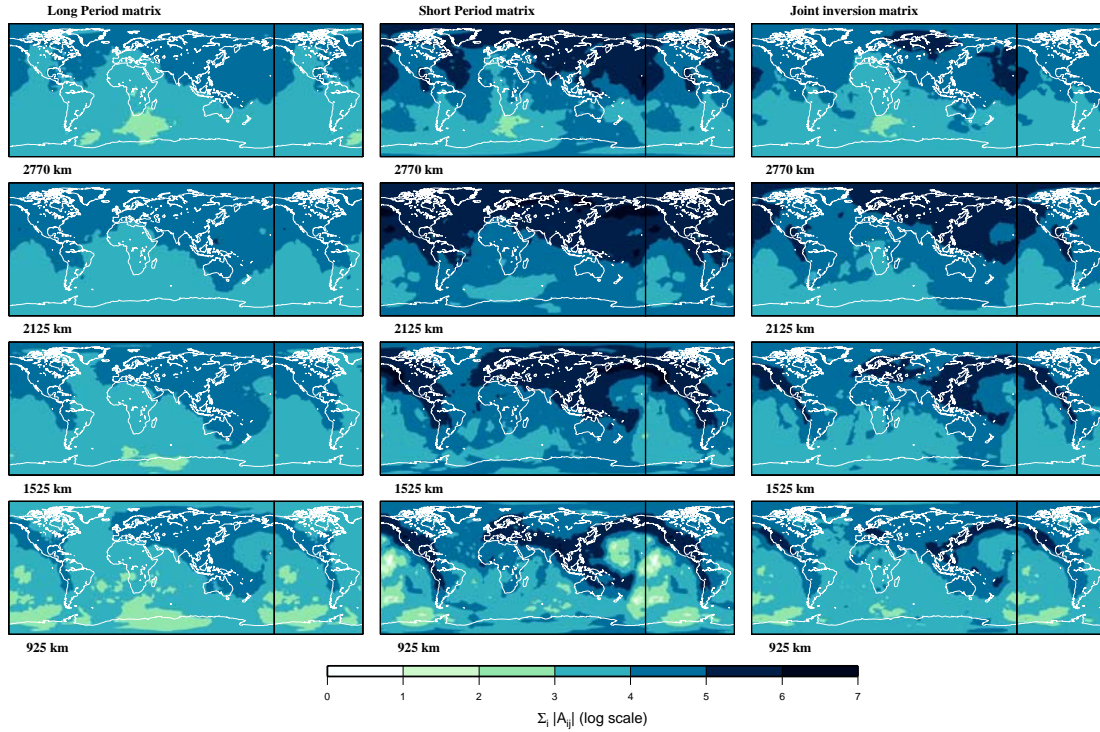 Long Period matrix Short Period matrix Joint inversion matrix
2770 km 2770 km 2770 km
2125 km 2125 km 2125 km
1525 km 1525 km 1525 km
925 km 925 km 925 km
0 1 2 3 4 5 6 7
Σi |Aij| (log scale)